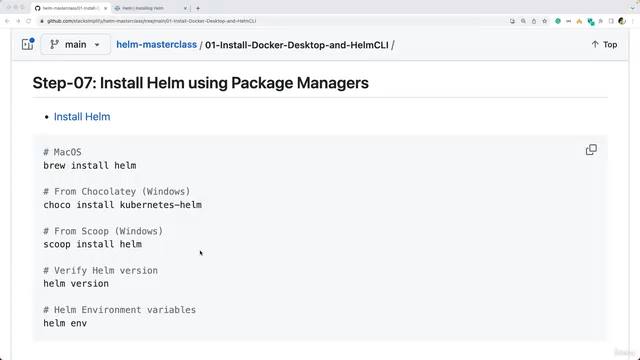 helm-masterclass/01-Install-D
Helm | Installing Helm
github.com/stacksimplify/helm-masterclass/tree/main/01-Install-Docker-Desktop-and-HelmCLI
main
helm-masterclass / 01-Install-Docker-Desktop-and-HelmCLI /
Top
Step-07: Install Helm using Package Managers
Install Helm
# MacOS
brew install helm
# From Chocolatey (Windows)
choco install kubernetes-helm
# From Scoop (Windows)
scoop install helm
# Verify Helm version
helm version
# Helm Environment variables
helm env